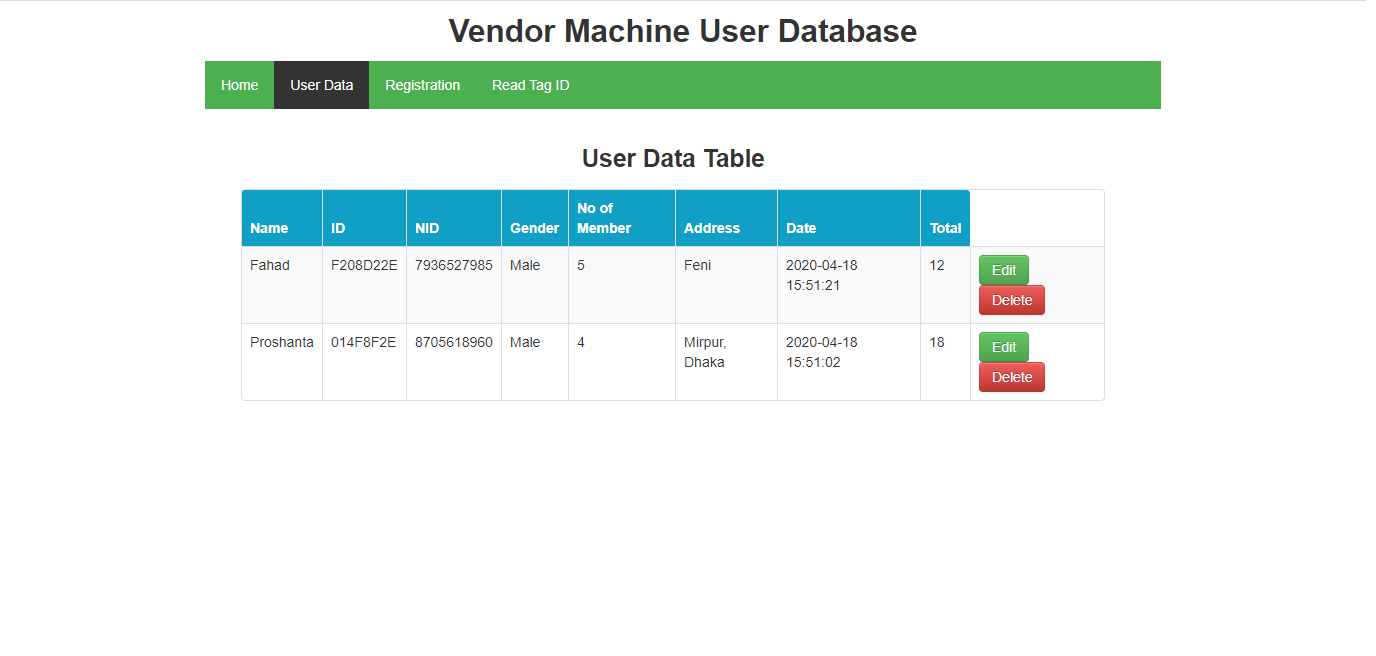 Vendor Machine User Database
Home User Data Registration Read Tag ID
User Data Table
No of
Name ID NID Gender Member Address Date Total
Fahad F208D22E 7936527985 Male 5 Feni 2020-04-18 12 Edit
15:51:21
Delete
Proshanta 014F8F2E 8705618960 Male 4 Mirpur, 2020-04-18 18 Edit
Dhaka 15:51:02
Delete